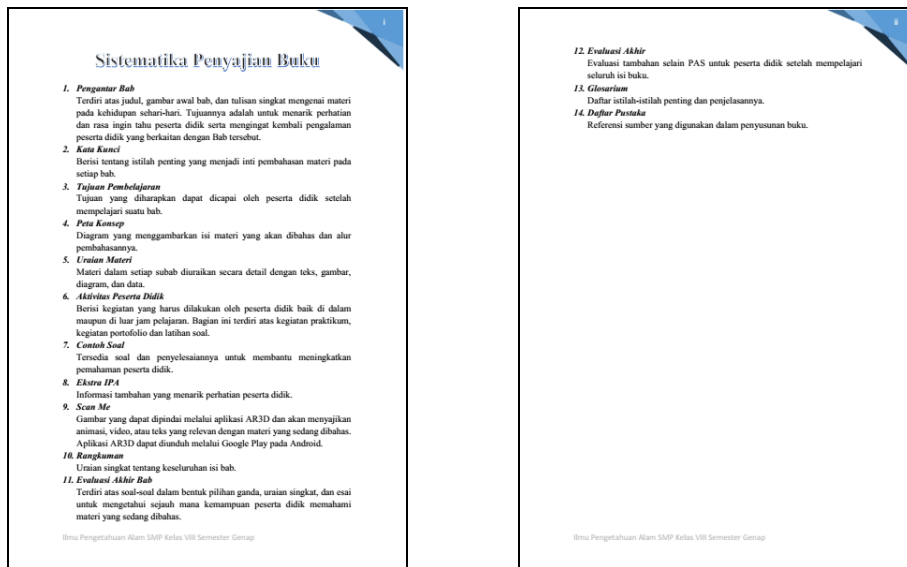 i
Sistematika Penyajian Buku
1. Pengantar Bab
Terdiri atas judul, gambar awal bab, dan tulisan singkat mengenai materi
pada kehidupan sehari-hari. Tujuannya adalah untuk menarik perhatian
dan rasa ingin tahu peserta didik serta mengingat kembali pengalaman
peserta didik yang berkaitan dengan Bab tersebut.
2. Kata Kunci
Berisi tentang istilah penting yang menjadi inti pembahasan materi pada
setiap bab.
3. Tujuan Pembelajaran
Tujuan yang diharapkan dapat dicapai oleh peserta didik setelah
mempelajari suatu bab.
4. Peta Konsep
Diagram yang menggambarkan isi materi yang akan dibahas dan alur
pembahasannya.
5. Uraian Materi
Materi dalam setiap subab diuraikan secara detail dengan teks, gambar,
diagram, dan data.
6. Aktivitas Peserta Didik
Berisi kegiatan yang harus dilakukan oleh peserta didik baik di dalam
maupun di luar jam pelajaran. Bagian ini terdiri atas kegiatan praktikum,
kegiatan portofolio dan latihan soal.
7. Contoh Soal
Tersedia soal dan penyelesaiannya untuk membantu meningkatkan
pemahaman peserta didik.
8. Ekstra IPA
Informasi tambahan yang menarik perhatian peserta didik.
9. Scan Me
Gambar yang dapat dipindai melalui aplikasi AR3D dan akan menyajikan
animasi, video, atau teks yang relevan dengan materi yang sedang dibahas.
Aplikasi AR3D dapat diunduh melalui Google Play pada Android.
10. Rangkuman
Uraian singkat tentang keseluruhan isi bab.
11. Evaluasi Akhir Bab
Terdiri atas soal-soal dalam bentuk pilihan ganda, uraian singkat, dan esai
untuk mengetahui sejauh mana kemampuan peserta didik memahami
materi yang sedang dibahas.
Ilmu Pengetahuan Alam SMP Kelas VIII Semester Genap
ii
12. Evaluasi Akhir
Evaluasi tambahan selain PAS untuk peserta didik setelah mempelajari
seluruh isi buku.
13. Glosarium
Daftar istilah-istilah penting dan penjelasannya.
14. Daftar Pustaka
Referensi sumber yang digunakan dalam penyusunan buku.
Ilmu Pengetahuan Alam SMP Kelas VIII Semester Genap